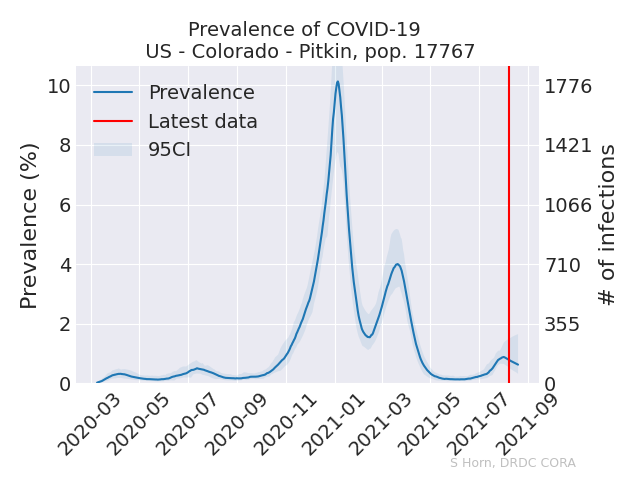 Prevalence of COVID-19
US - Colorado - Pitkin, pop. 17767
Prevalence (%)
10
8
6
4
2
0
Prevalence
Latest data
95CI
1776
1421
1066
710
355
0
# of infections
2020-03
2020-05
2020-07
2020-09
2020-11
2021-01
2021-03
2021-05
2021-07
2021-09
S Horn, DRDC CORA